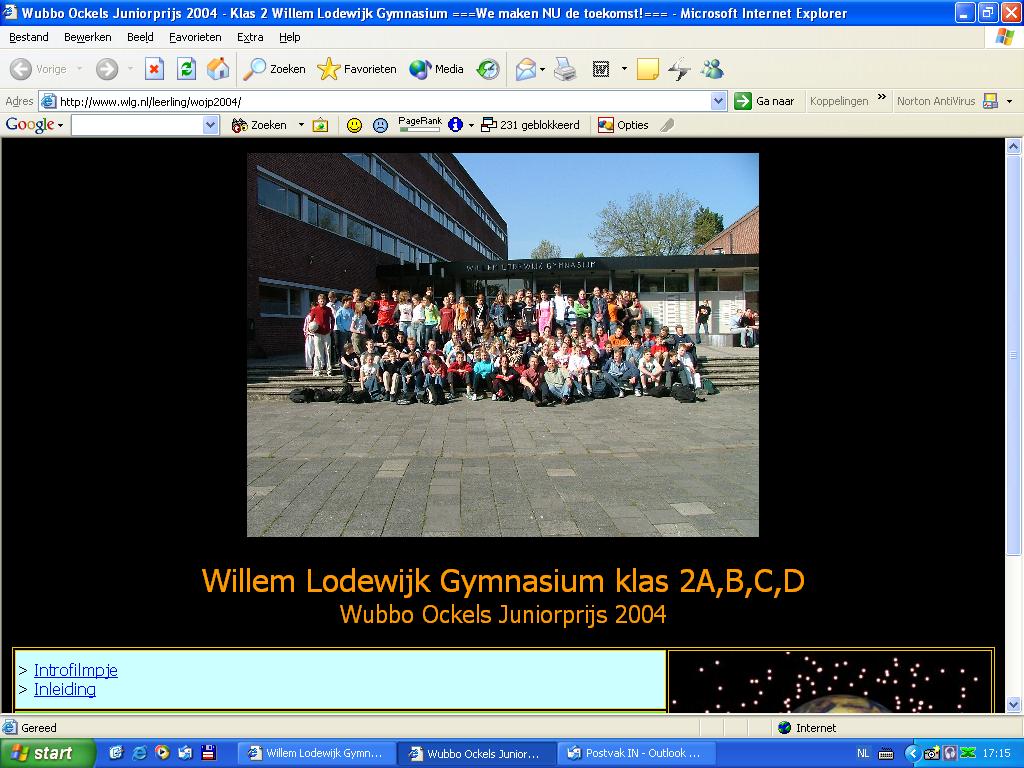 Wubbo Ockels Juniorprijs 2004 - Klas 2 Willem Lodewijk Gymnasium ===We maken NU de toekomst!=== - Microsoft Internet Explorer
Bestand Bewerken Beeld Favorieten Extra Help
Vorige Zoeken Favorieten Media
Adres http://www.wlg.nl/leerling/wojp2004/ Ga naar Koppelingen » Norton AntiVirus
Google Zoeken PageRank 231 geblokkeerd Opties
WILLEM LODEWIJK GYMNASIUM
Willem Lodewijk Gymnasium klas 2A,B,C,D
Wubbo Ockels Juniorprijs 2004
> Introfilmpje
> Inleiding
Gereed Internet
start Willem Lodewijk Gymn... Wubbo Ockels Junior... Postvak IN - Outlook ... NL 17:15